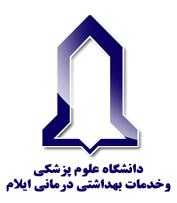 دانشگاه علوم پزشکی
وخدمات بهداشتی درمانی ایلام